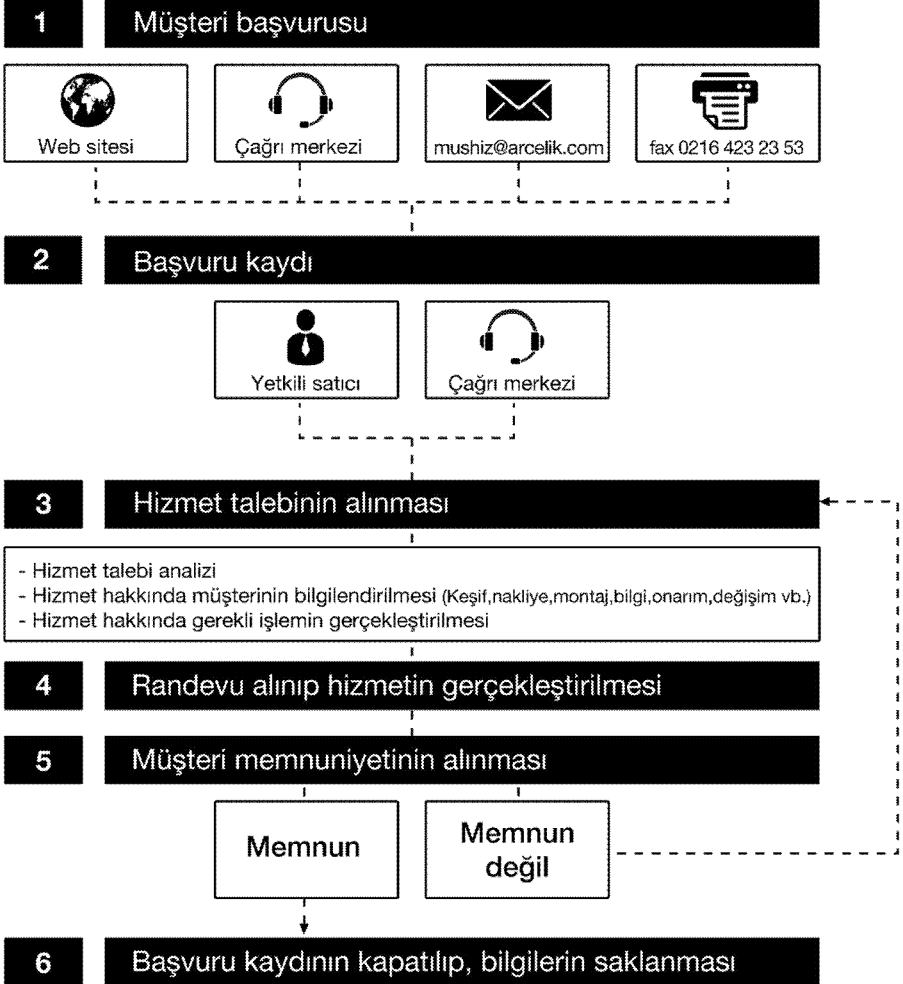 1 Müşteri başvurusu
Web sitesi
Çağrı merkezi
mushiz@arcelik.com
fax 0216 423 23 53
2 Başvuru kaydı
Yetkili satıcı
Çağrı merkezi
3 Hizmet talebinin alınması
- Hizmet talebi analizi
- Hizmet hakkında müşterinin bilgilendirilmesi (Keşif,nakliye,montaj,bilgi,onarım,değişim vb.)
- Hizmet hakkında gerekli işlemin gerçekleştirilmesi
4 Randevu alınıp hizmetin gerçekleştirilmesi
5 Müşteri memnuniyetinin alınması
Memnun
Memnun
değil
6 Başvuru kaydının kapatılıp, bilgilerin saklanması